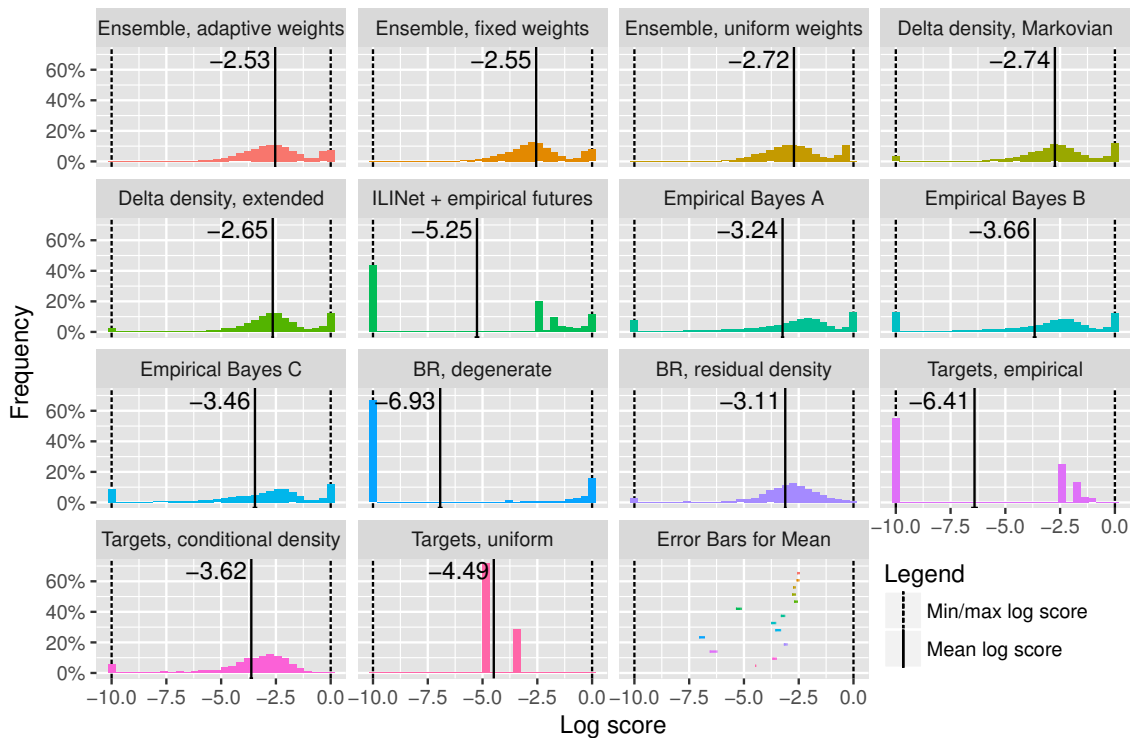 Ensemble, adaptive weights
Ensemble, fixed weights
Ensemble, uniform weights
Delta density, Markovian
−2.53
−2.55
−2.72
−2.74
60%
40%
20%
0%
Delta density, extended
ILINet + empirical futures
Empirical Bayes A
Empirical Bayes B
−2.65
−5.25
−3.24
−3.66
60%
40%
20%
0%
Frequency
Empirical Bayes C
BR, degenerate
BR, residual density
Targets, empirical
−3.46
−6.93
−3.11
−6.41
60%
40%
20%
0%
−10.0 −7.5 −5.0 −2.5 0.0
Targets, conditional density
Targets, uniform
Error Bars for Mean
−3.62
−4.49
60%
40%
20%
0%
−10.0 −7.5 −5.0 −2.5 0.0
−10.0 −7.5 −5.0 −2.5 0.0
−10.0 −7.5 −5.0 −2.5 0.0
Log score
Legend
Min/max log score
Mean log score